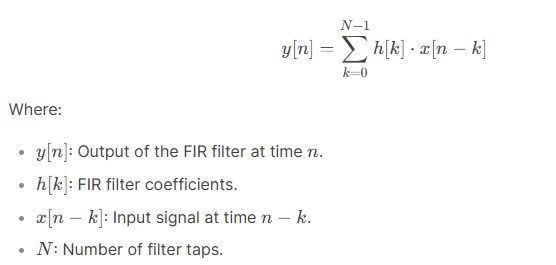 y[n] = \sum_{k=0}^{N-1} h[k] · x[n − k]
Where:
• y[n]: Output of the FIR filter at time n.
• h[k]: FIR filter coefficients.
• x[n − k]: Input signal at time n − k.
• N: Number of filter taps.